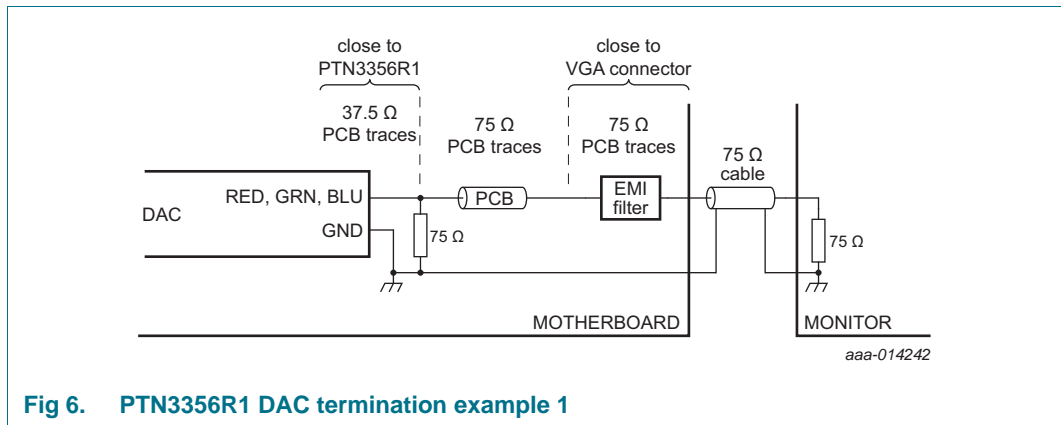 close to
PTN3356R1
close to
VGA connector
37.5 Ω
PCB traces
75 Ω
PCB traces
75 Ω
PCB traces
75 Ω
cable
DAC
RED, GRN, BLU
GND
PCB
EMI
filter
75 Ω
75 Ω
MOTHERBOARD
MONITOR
aaa-014242
Fig 6. PTN3356R1 DAC termination example 1